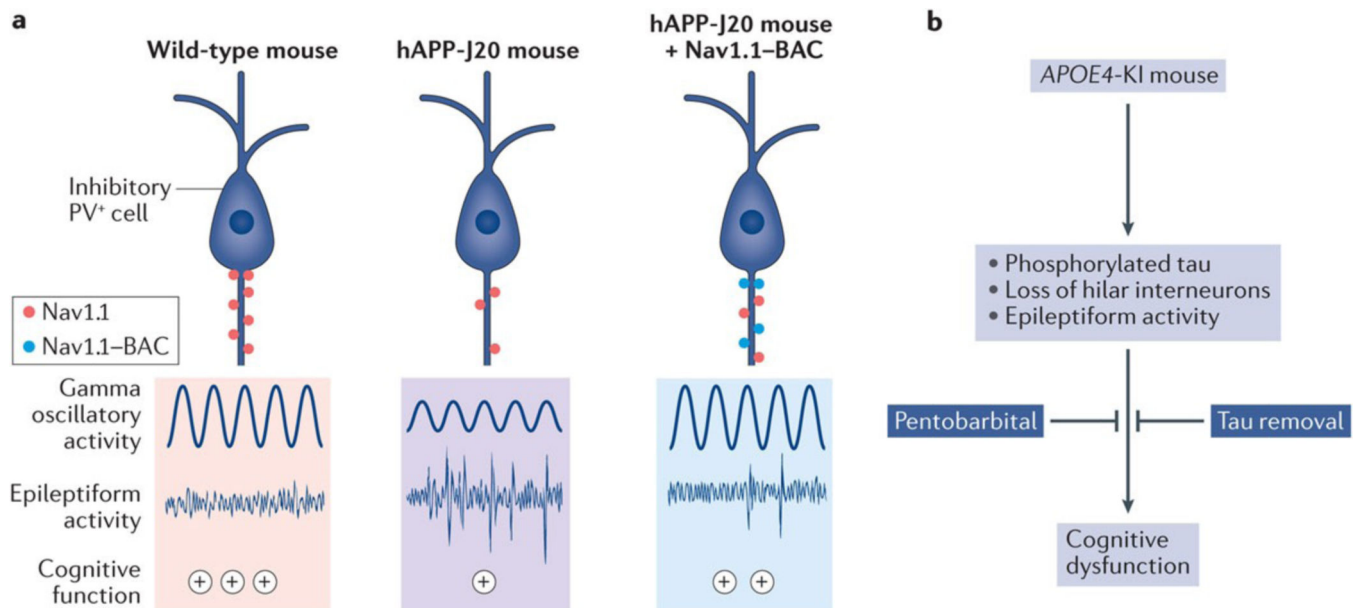 a
Wild-type mouse
hAPP-J20 mouse
hAPP-J20 mouse
+ Nav1.1–BAC
Inhibitory
PV⁺ cell
Nav1.1
Nav1.1–BAC
Gamma
oscillatory
activity
Epileptiform
activity
Cognitive
function
+ + +
+
+ +
b
APOE4-KI mouse
• Phosphorylated tau
• Loss of hilar interneurons
• Epileptiform activity
Pentobarbital
Tau removal
Cognitive
dysfunction